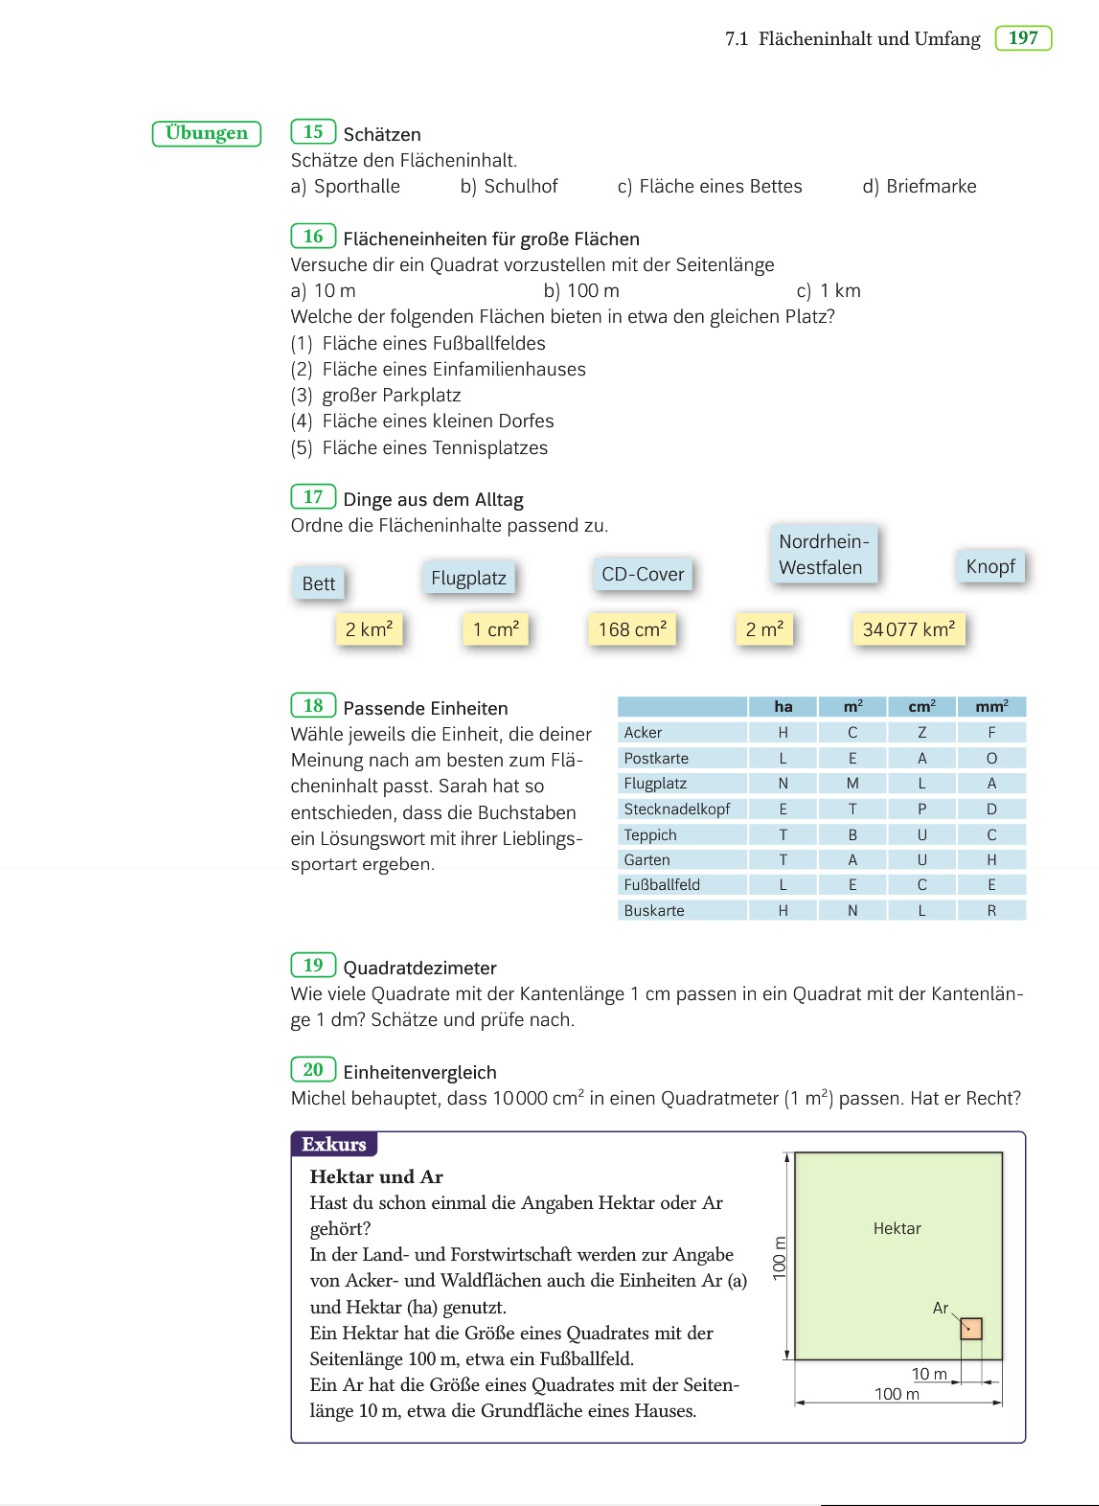 7.1 Flächeninhalt und Umfang 197
Übungen
15 Schätzen
Schätze den Flächeninhalt.
a) Sporthalle b) Schulhof c) Fläche eines Bettes d) Briefmarke
16 Flächeneinheiten für große Flächen
Versuche dir ein Quadrat vorzustellen mit der Seitenlänge
a) 10 m b) 100 m c) 1 km
Welche der folgenden Flächen bieten in etwa den gleichen Platz?
(1) Fläche eines Fußballfeldes
(2) Fläche eines Einfamilienhauses
(3) großer Parkplatz
(4) Fläche eines kleinen Dorfes
(5) Fläche eines Tennisplatzes
17 Dinge aus dem Alltag
Ordne die Flächeninhalte passend zu.
Bett
Flugplatz
CD-Cover
Nordrhein-
Westfalen
Knopf
2 km²
1 cm²
168 cm²
2 m²
34 077 km²
18 Passende Einheiten
Wähle jeweils die Einheit, die deiner
Meinung nach am besten zum Flä-
cheninhalt passt. Sarah hat so
entschieden, dass die Buchstaben
ein Lösungswort mit ihrer Lieblings-
sportart ergeben.
ha m² cm² mm²
Acker H C Z F
Postkarte L E A O
Flugplatz N M L A
Stecknadelkopf E T P D
Teppich T B U C
Garten T A U H
Fußballfeld L E C E
Buskarte H N L R
19 Quadratdezimeter
Wie viele Quadrate mit der Kantenlänge 1 cm passen in ein Quadrat mit der Kantenlän-
ge 1 dm? Schätze und prüfe nach.
20 Einheitenvergleich
Michel behauptet, dass 10 000 cm² in einen Quadratmeter (1 m²) passen. Hat er Recht?
Exkurs
Hektar und Ar
Hast du schon einmal die Angaben Hektar oder Ar
gehört?
In der Land- und Forstwirtschaft werden zur Angabe
von Acker- und Waldflächen auch die Einheiten Ar (a)
und Hektar (ha) genutzt.
Ein Hektar hat die Größe eines Quadrates mit der
Seitenlänge 100 m, etwa ein Fußballfeld.
Ein Ar hat die Größe eines Quadrates mit der Seiten-
länge 10 m, etwa die Grundfläche eines Hauses.
Hektar
100 m
Ar
10 m
100 m